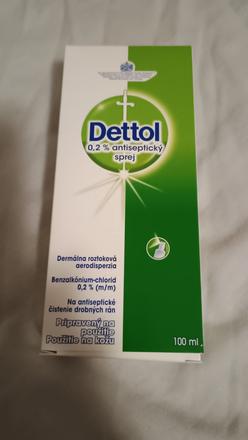 Dettol
0,2 % antiseptický
sprej
Dermálna roztoková
aerodisperzia
Benzalkónium-chlorid
0,2 % (m/m)
Na antiseptické
čistenie drobných rán
Pripravený na
použitie
Použitie na kožu
100 ml